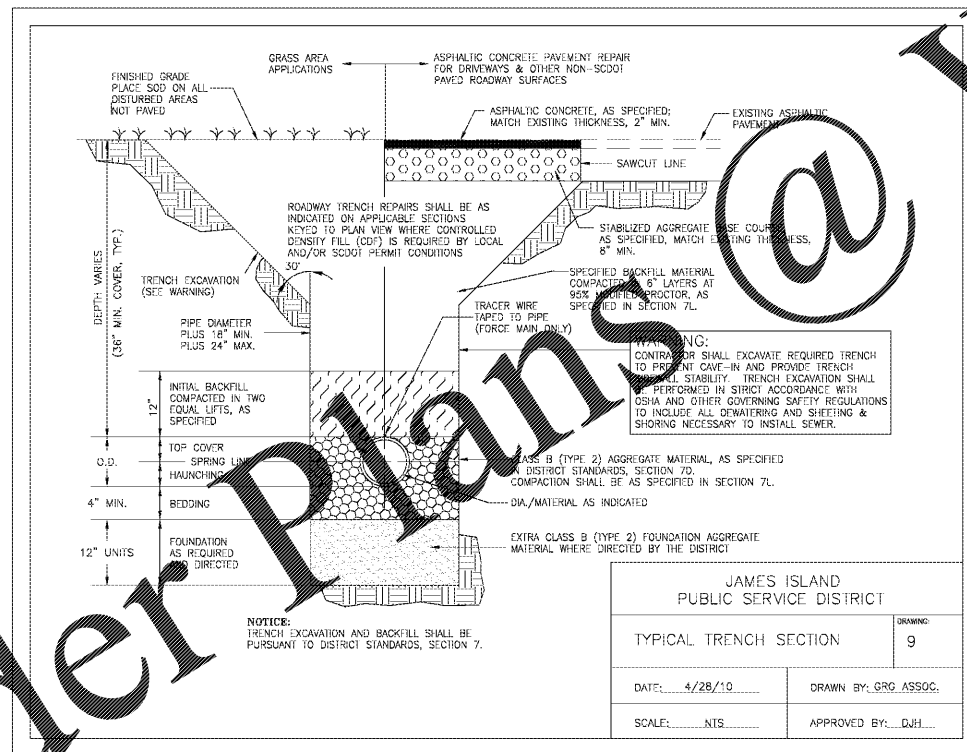 GRASS AREA
APPLICATIONS
ASPHALTIC CONCRETE PAVEMENT REPAIR
FOR DRIVEWAYS & OTHER NON-SCDOT
PAVED ROADWAY SURFACES
FINISHED GRADE
PLACE SOD ON ALL
DISTURBED AREAS
NOT PAVED
ASPHALTIC CONCRETE, AS SPECIFIED;
MATCH EXISTING THICKNESS, 2" MIN.
EXISTING ASPHALTIC
PAVEMENT
SAWCUT LINE
ROADWAY TRENCH REPAIRS SHALL BE AS
INDICATED ON APPLICABLE SECTIONS
KEYED TO PLAN VIEW WHERE CONTROLLED
DENSITY FILL (CDF) IS REQUIRED BY LOCAL
AND/OR SCDOT PERMIT CONDITIONS
STABILIZED AGGREGATE BASE COURSE
AS SPECIFIED, MATCH EXISTING THICKNESS,
8" MIN.
DEPTH VARIES
(36" MIN. COVER, TYP.)
TRENCH EXCAVATION
(SEE WARNING)
30°
SPECIFIED BACKFILL MATERIAL
COMPACTED 6" LAYERS AT
95% MODIFIED PROCTOR, AS
SPECIFIED IN SECTION 7L.
TRACER WIRE
TAPED TO PIPE
(FORCE MAIN ONLY)
PIPE DIAMETER
PLUS 18" MIN.
PLUS 24" MAX.
WARNING:
CONTRACTOR SHALL EXCAVATE REQUIRED TRENCH
TO PREVENT CAVE-IN AND PROVIDE TRENCH
SIDEWALL STABILITY. TRENCH EXCAVATION SHALL
BE PERFORMED IN STRICT ACCORDANCE WITH
OSHA AND OTHER GOVERNING SAFETY REGULATIONS
TO INCLUDE ALL DEWATERING AND SHEETING &
SHORING NECESSARY TO INSTALL SEWER.
12"
INITIAL BACKFILL
COMPACTED IN TWO
EQUAL LIFTS, AS
SPECIFIED
O.D.
TOP COVER
SPRING LINE
HAUNCHING
CLASS B (TYPE 2) AGGREGATE MATERIAL, AS SPECIFIED
IN DISTRICT STANDARDS, SECTION 7D.
COMPACTION SHALL BE AS SPECIFIED IN SECTION 7L.
4" MIN.
BEDDING
DIA./MATERIAL AS INDICATED
12" UNITS
FOUNDATION
AS REQUIRED
AND DIRECTED
EXTRA CLASS B (TYPE 2) FOUNDATION AGGREGATE
MATERIAL WHERE DIRECTED BY THE DISTRICT
NOTICE:
TRENCH EXCAVATION AND BACKFILL SHALL BE
PURSUANT TO DISTRICT STANDARDS, SECTION 7.
JAMES ISLAND
PUBLIC SERVICE DISTRICT
TYPICAL TRENCH SECTION
DRAWING:
9
DATE: 4/28/10
DRAWN BY: GRG ASSOC.
SCALE: NTS
APPROVED BY: DJH
der Plans @